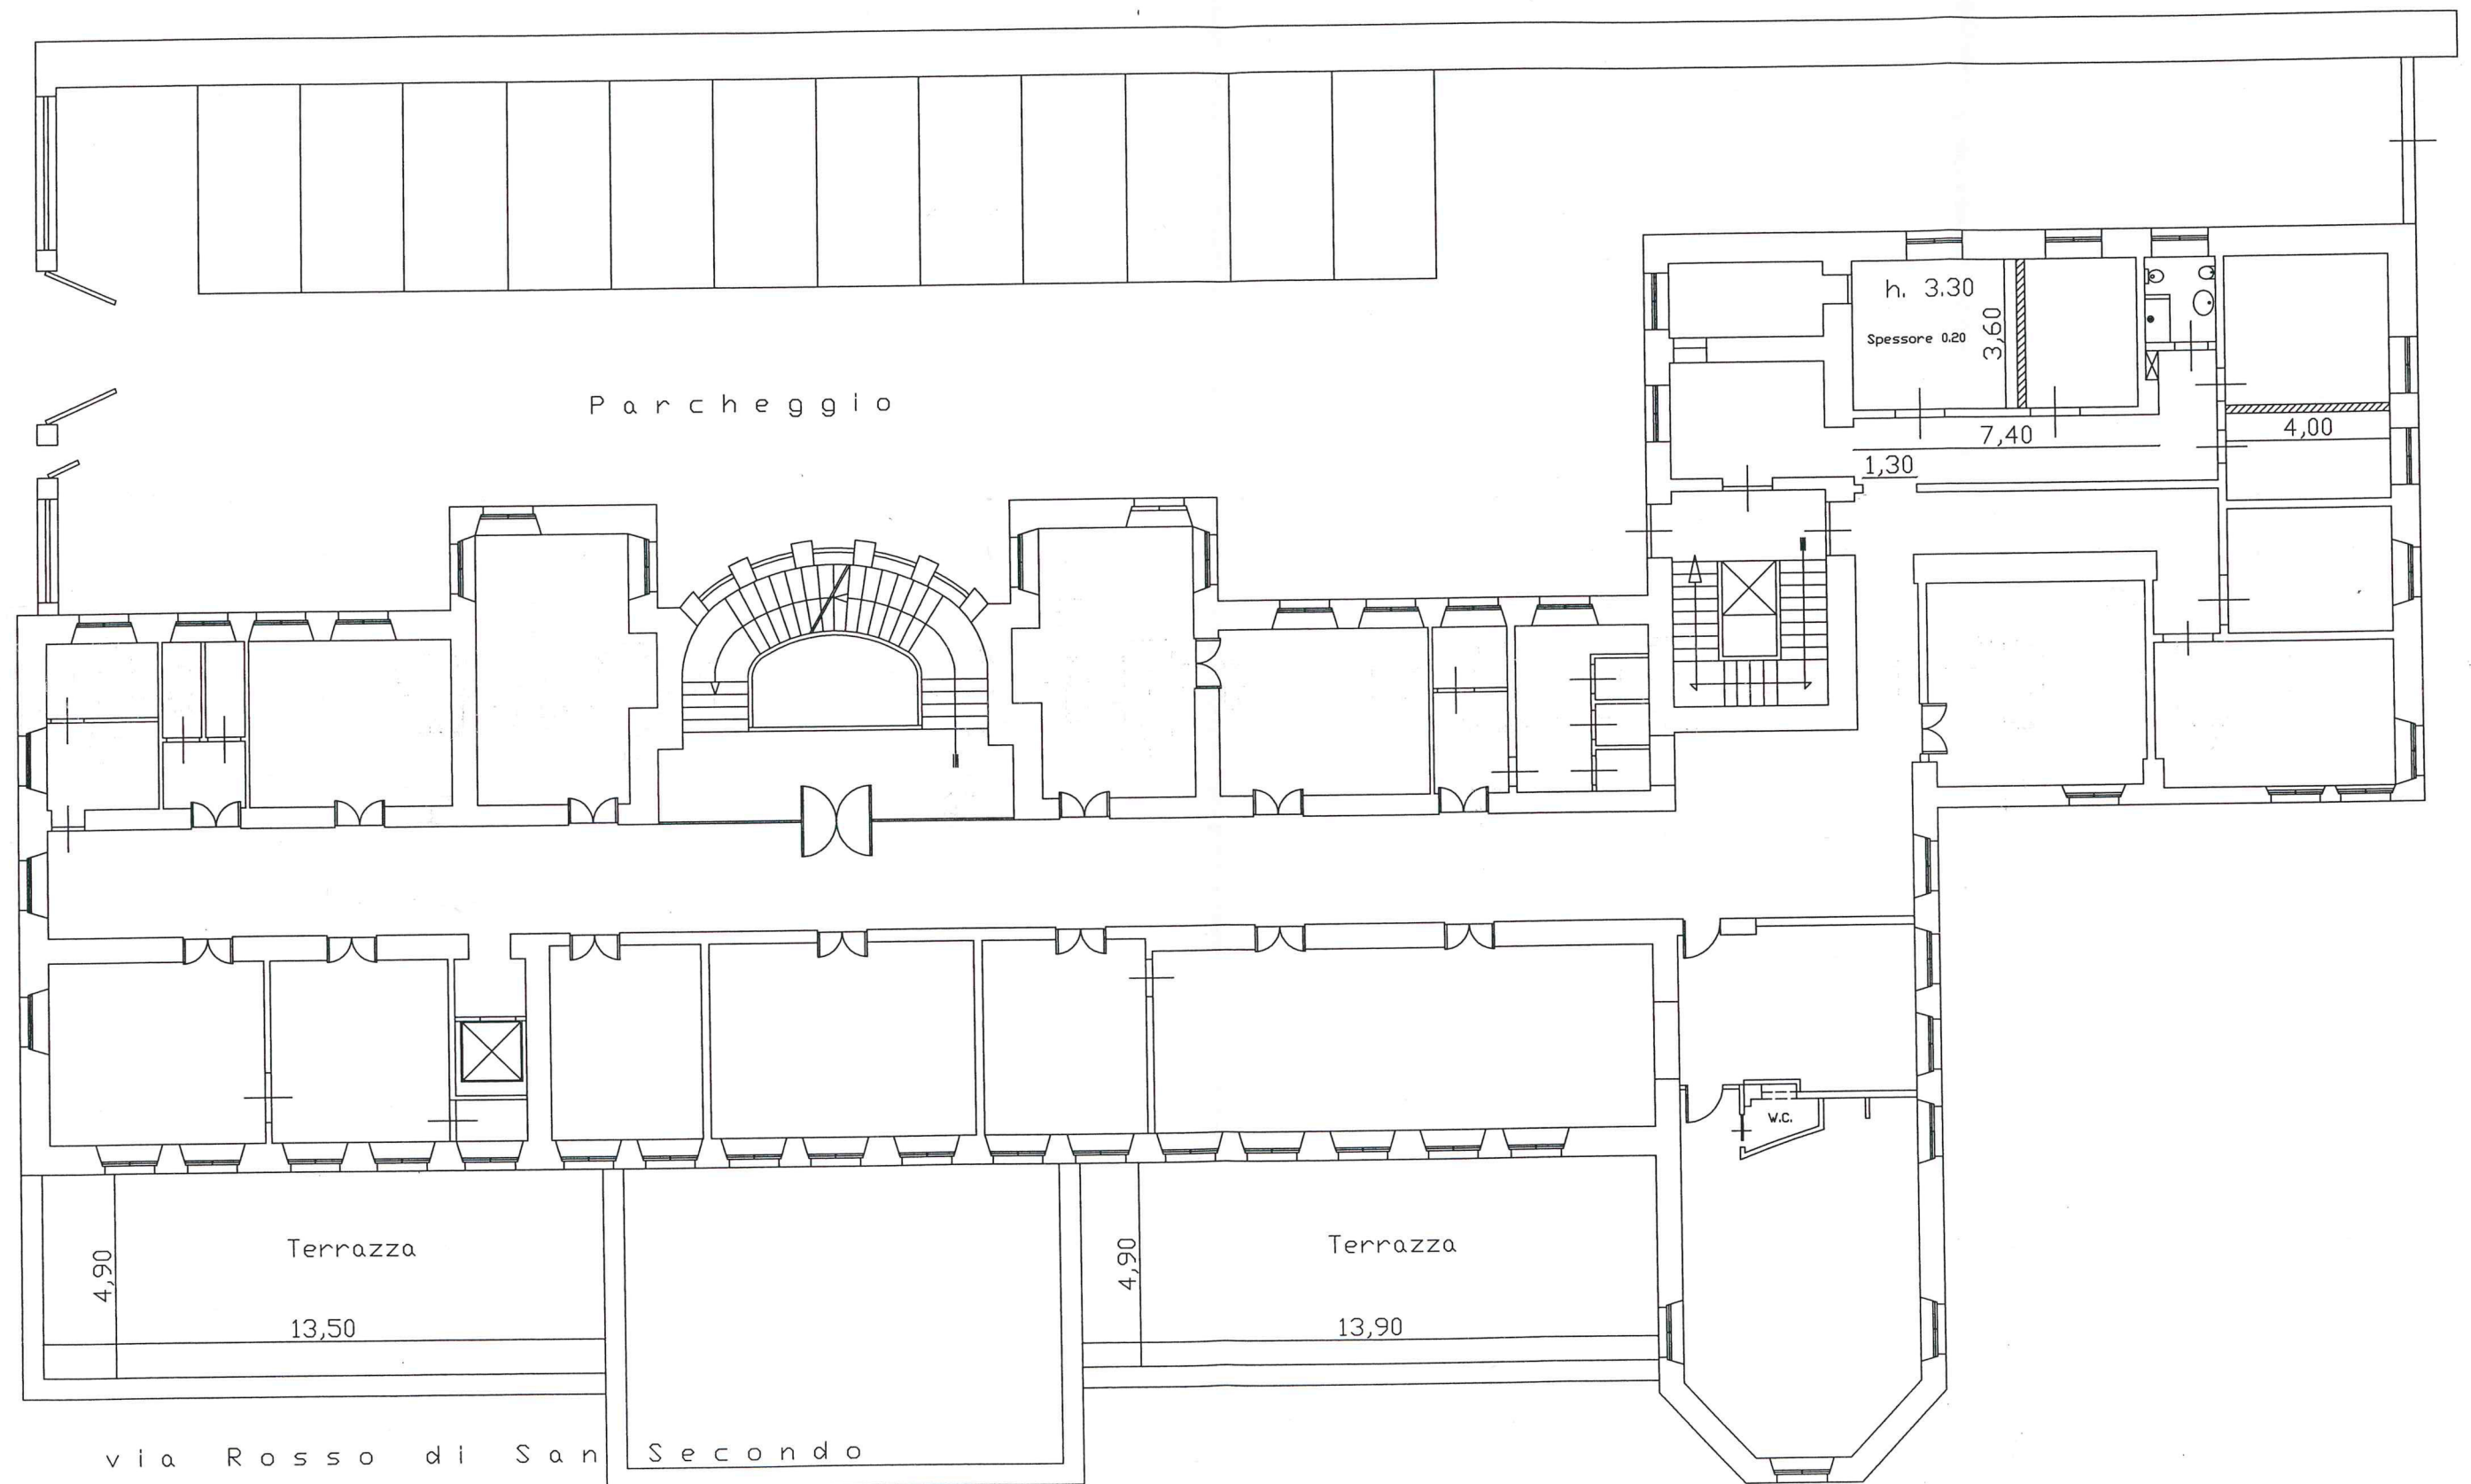 h. 3.30
Spessore 0.20
3,60
Parcheggio
7,40
4,00
1,30
W.C.
Terrazza
4,90
13,50
Terrazza
4,90
13,90
via Rosso di San Secondo